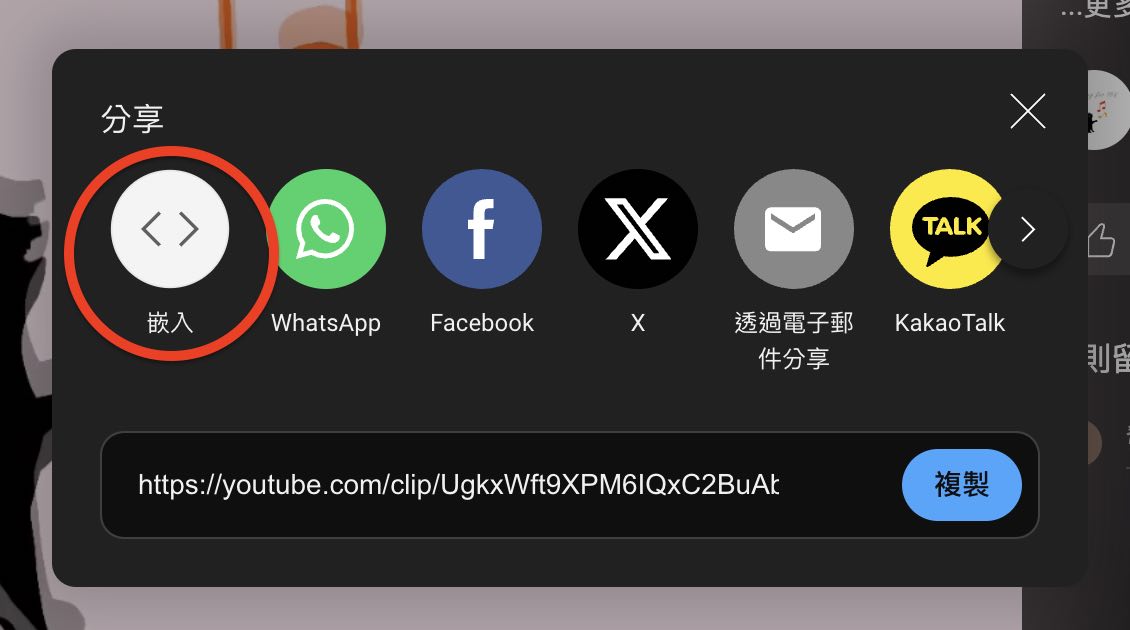 ...更多
分享
嵌入
WhatsApp
Facebook
X
透過電子郵
件分享
TALK
KakaoTalk
則留
https://youtube.com/clip/UgkxWft9XPM6IQxC2BuAb
複製